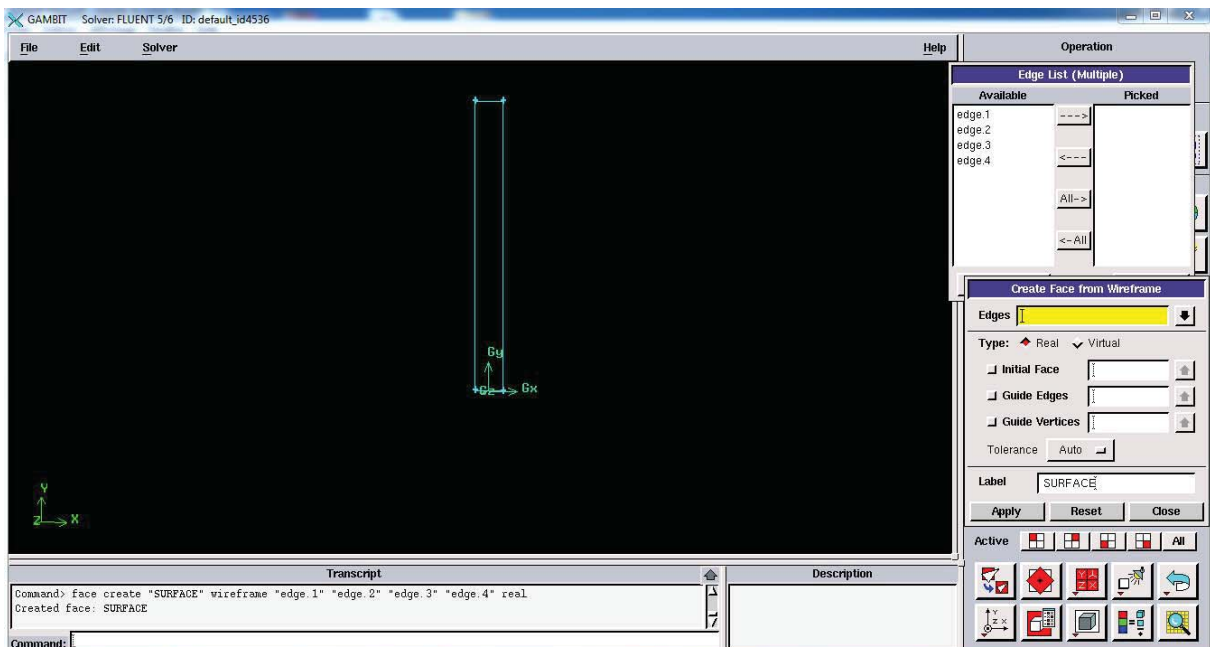 GAMBIT Solver: FLUENT 5/6 ID: default_id4536
File Edit Solver Help
Operation
Edge List (Multiple)
Available Picked
edge.1
edge.2
edge.3
edge.4
--->
<---
All->
<-All
Gy
Gz Gx
Y
Z X
Create Face from Wireframe
Edges
Type: Real Virtual
Initial Face
Guide Edges
Guide Vertices
Tolerance Auto
Label SURFACE
Apply Reset Close
Active All
Transcript
Command> face create "SURFACE" wireframe "edge.1" "edge.2" "edge.3" "edge.4" real
Created face: SURFACE
Command:
Description